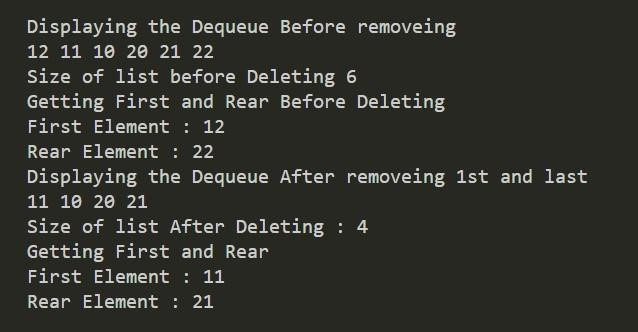 Displaying the Dequeue Before removeing
12 11 10 20 21 22
Size of list before Deleting 6
Getting First and Rear Before Deleting
First Element : 12
Rear Element : 22
Displaying the Dequeue After removeing 1st and last
11 10 20 21
Size of list After Deleting : 4
Getting First and Rear
First Element : 11
Rear Element : 21